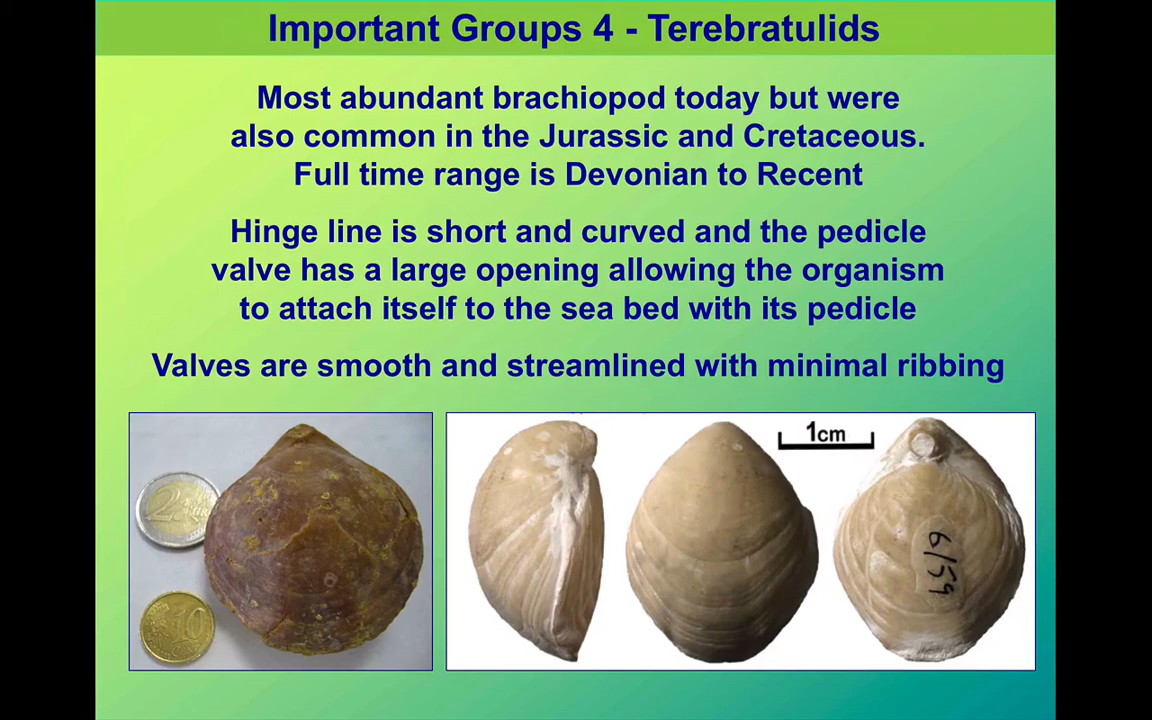 Important Groups 4 - Terebratulids
Most abundant brachiopod today but were
also common in the Jurassic and Cretaceous.
Full time range is Devonian to Recent
Hinge line is short and curved and the pedicle
valve has a large opening allowing the organism
to attach itself to the sea bed with its pedicle
Valves are smooth and streamlined with minimal ribbing
1cm
2
10
6/59